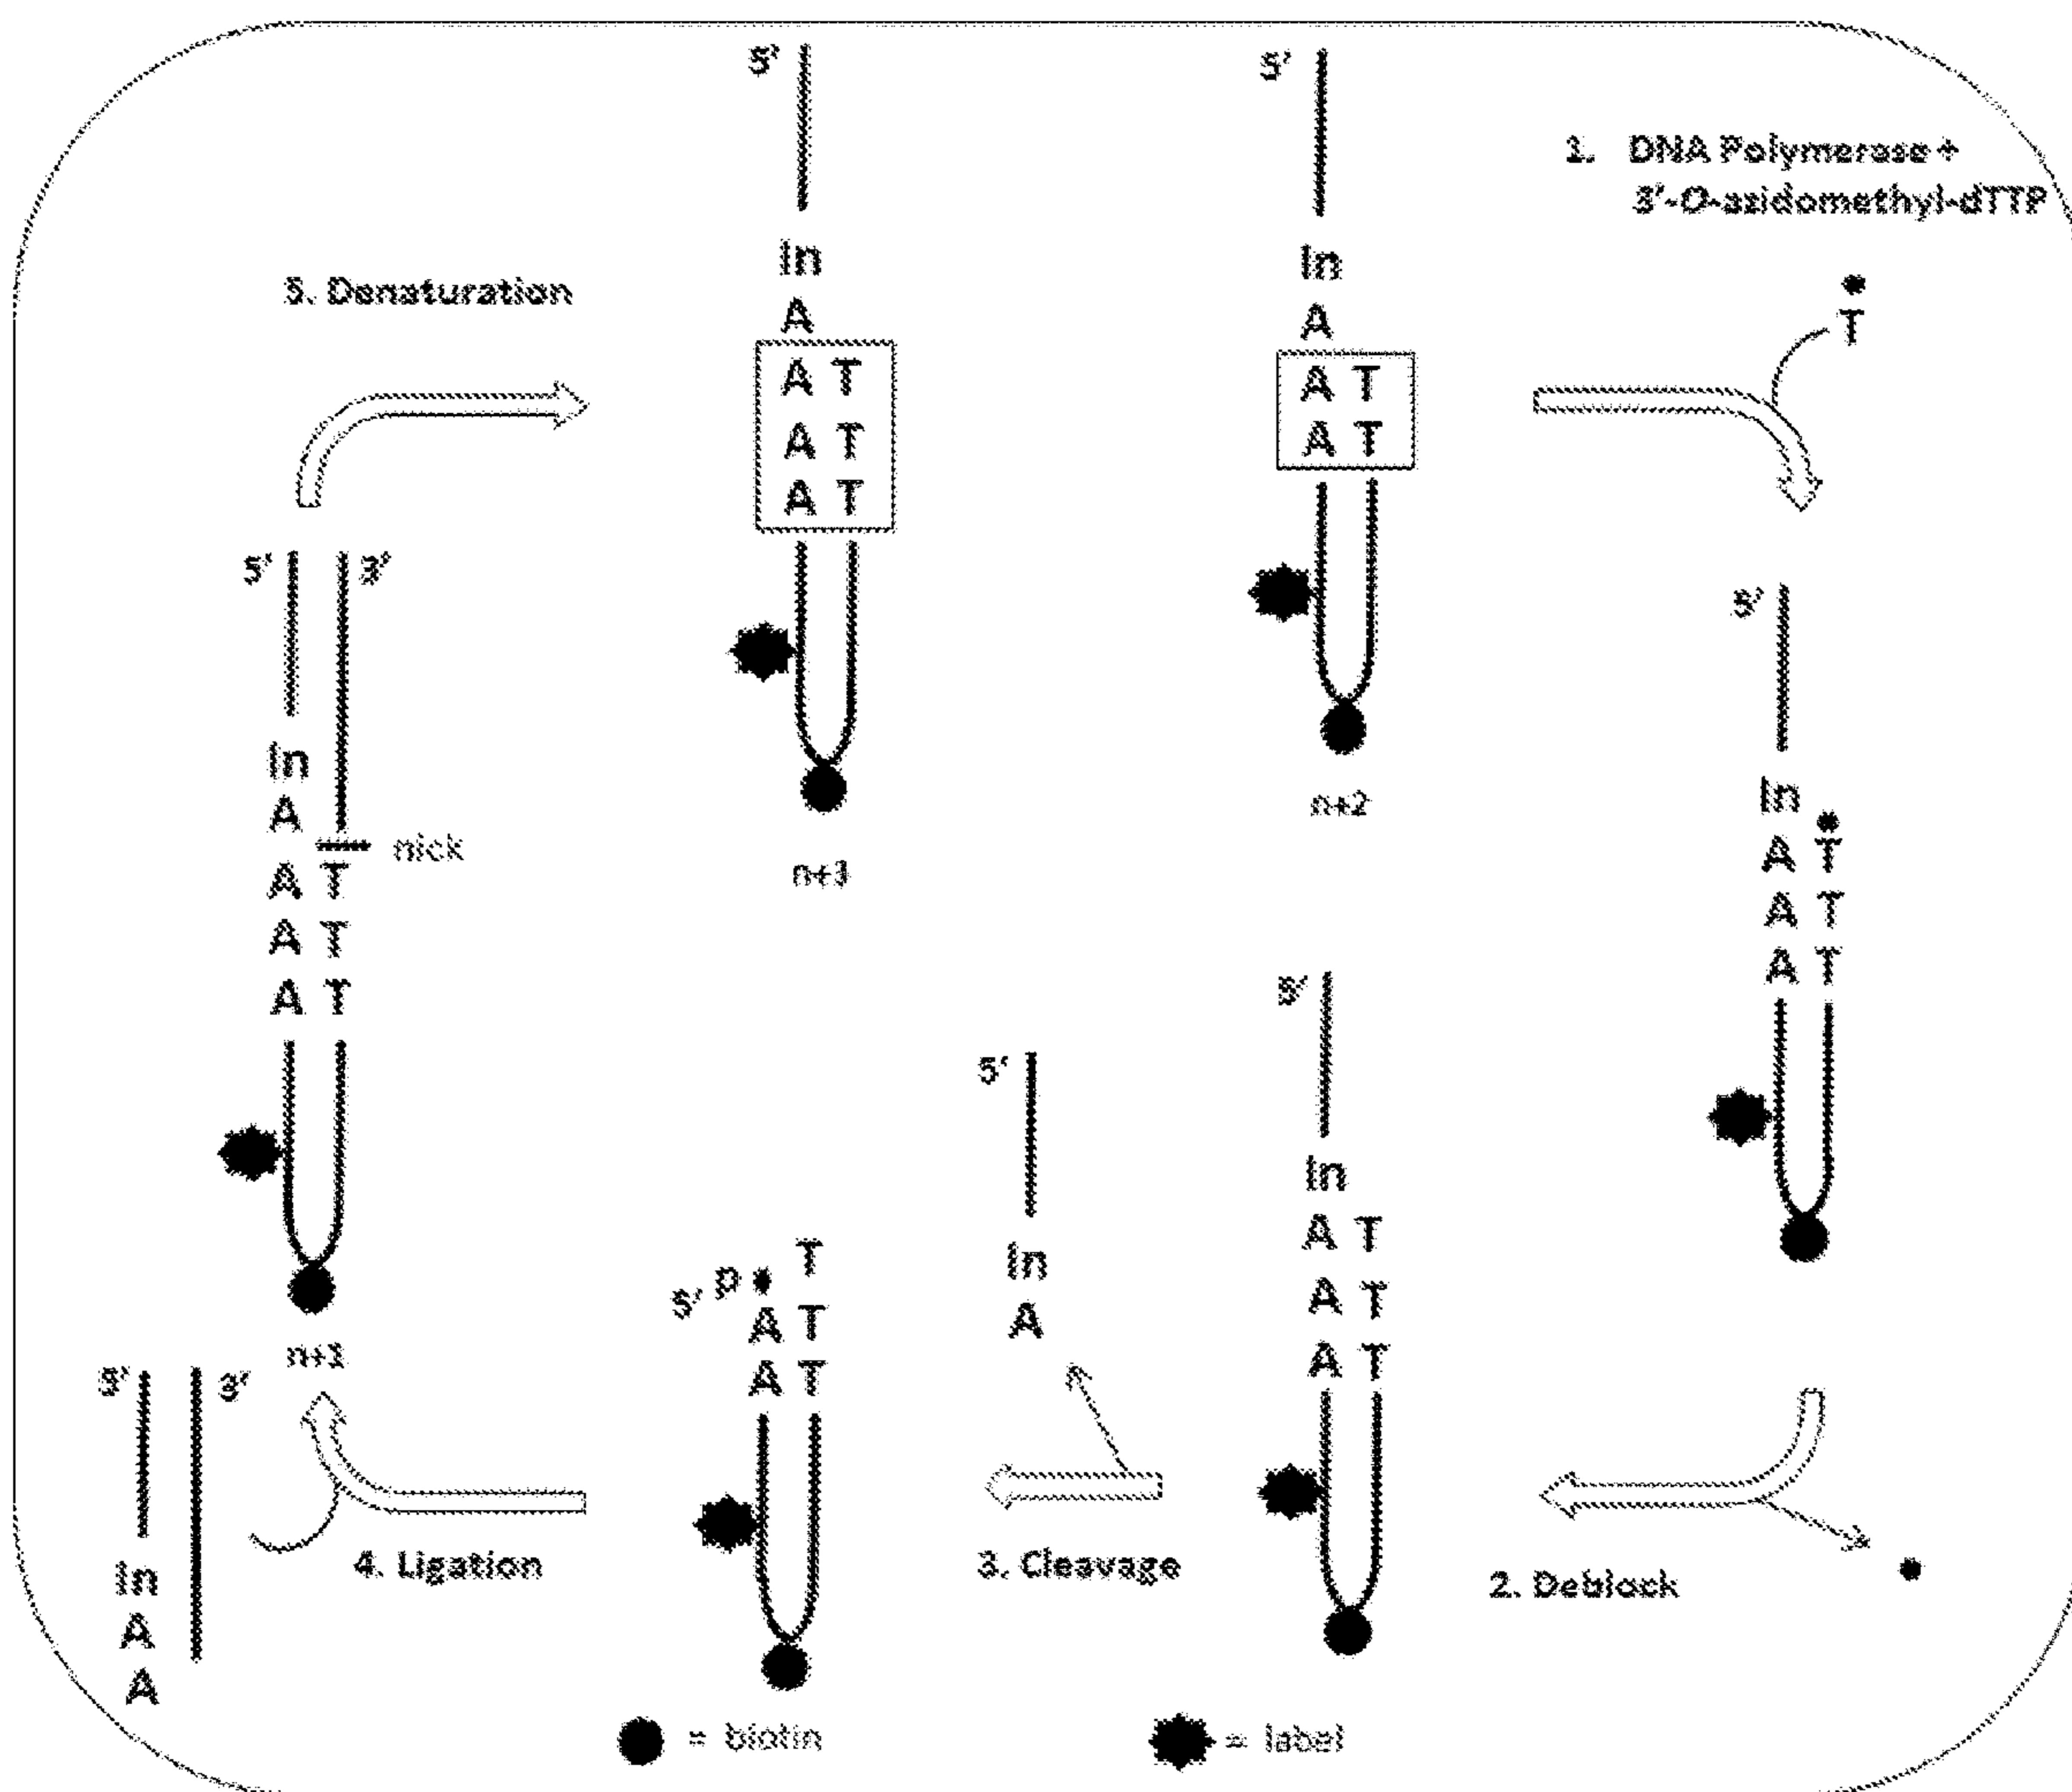 5'
5'
1. DNA Polymerase +
3'-O-azidomethyl-dTTP
In
A
A T
A T
A T
n+3
In
A
A T
A T
n+2
T
5. Denaturation
5' 3'
In
A
nick
A T
A T
A T
n+3
5'
In
A T
A T
A T
5'
In
A T
A T
A T
5'
In
A
5' P T
A T
A T
5' 3'
In
A
A
4. Ligation
3. Cleavage
2. Deblock
= biotin
= label